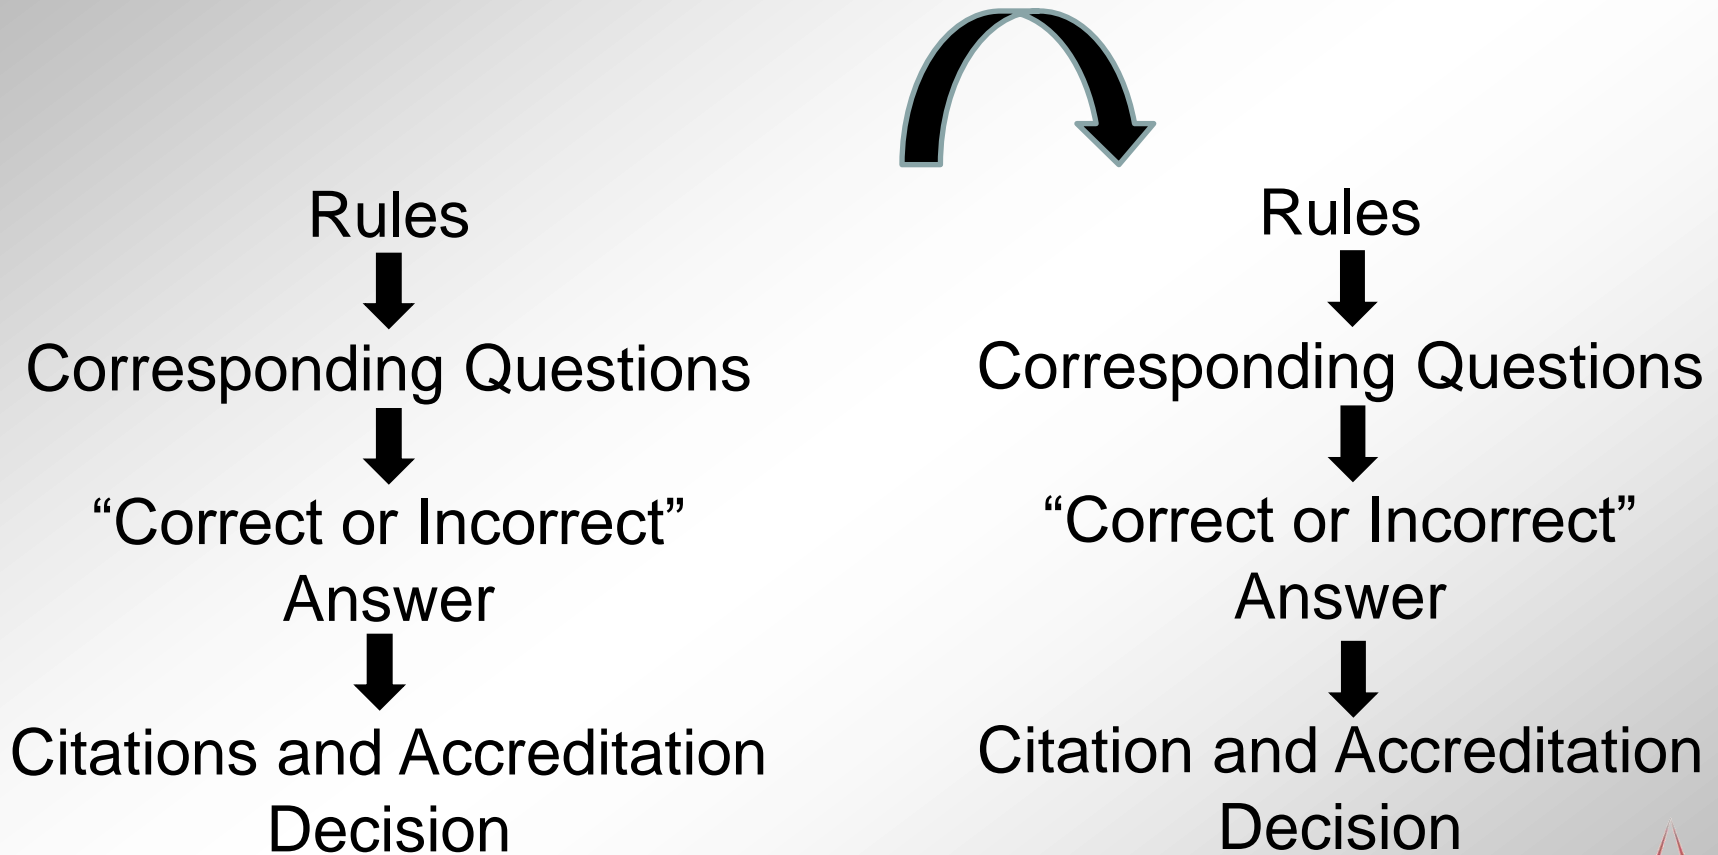 Rules
Corresponding Questions
“Correct or Incorrect”
Answer
Citations and Accreditation
Decision
Rules
Corresponding Questions
“Correct or Incorrect”
Answer
Citation and Accreditation
Decision